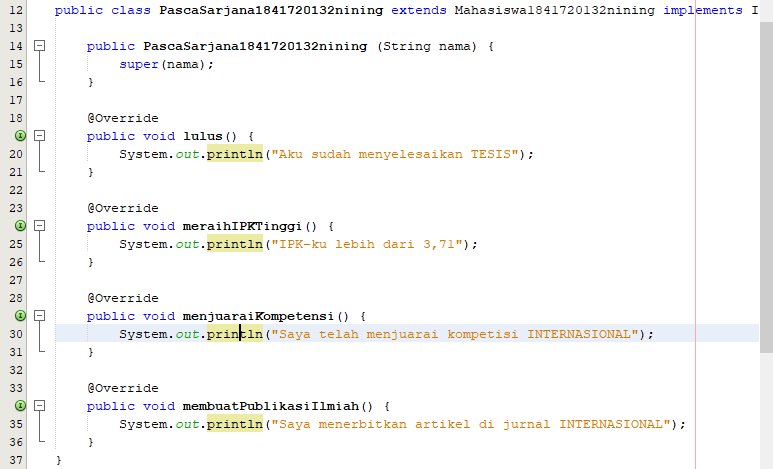 12 public class PascaSarjana1841720132nining extends Mahasiswa1841720132nining implements I
13
14 public PascaSarjana1841720132nining (String nama) {
15 super(nama);
16 }
17
18 @Override
public void lulus() {
20 System.out.println("Aku sudah menyelesaikan TESIS");
21 }
22
23 @Override
public void meraihIPKTinggi() {
25 System.out.println("IPK-ku lebih dari 3,71");
26 }
27
28 @Override
public void menjuaraiKompetensi() {
30 System.out.println("Saya telah menjuarai kompetisi INTERNASIONAL");
31 }
32
33 @Override
public void membuatPublikasiIlmiah() {
35 System.out.println("Saya menerbitkan artikel di jurnal INTERNASIONAL");
36 }
37 }